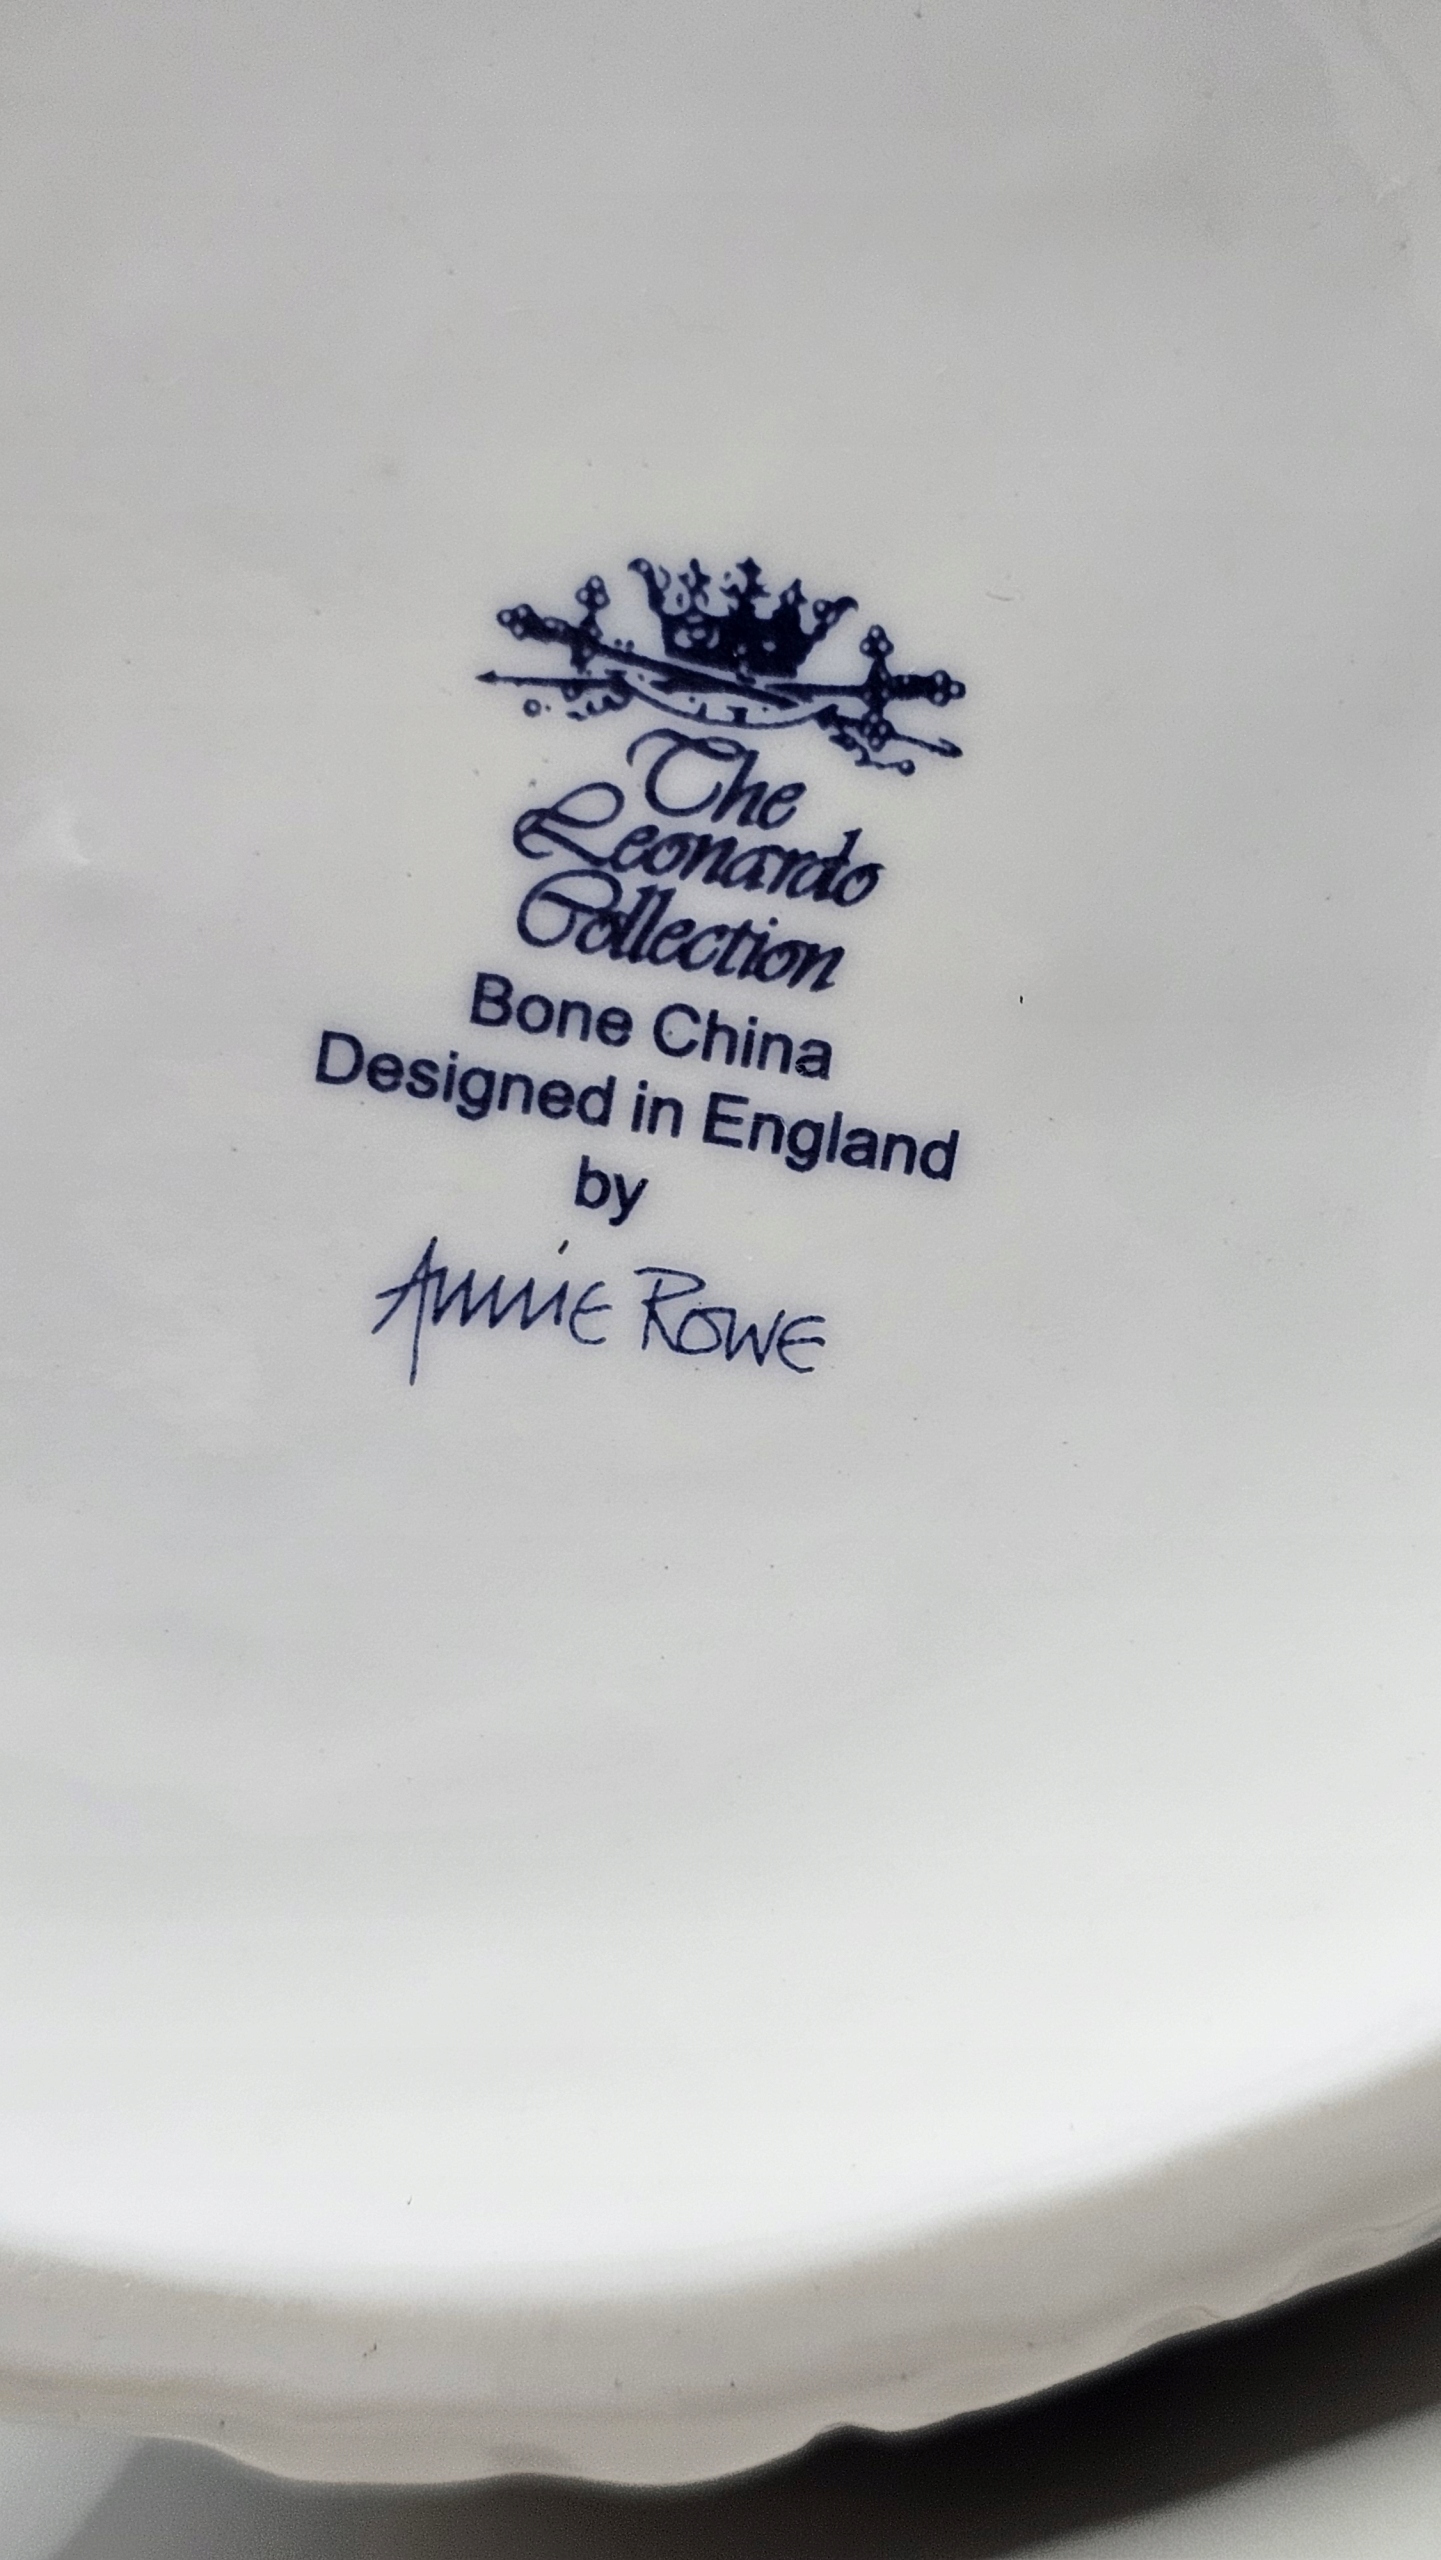 The
Leonardo
Collection
Bone China
Designed in England
by
Annie Rowe